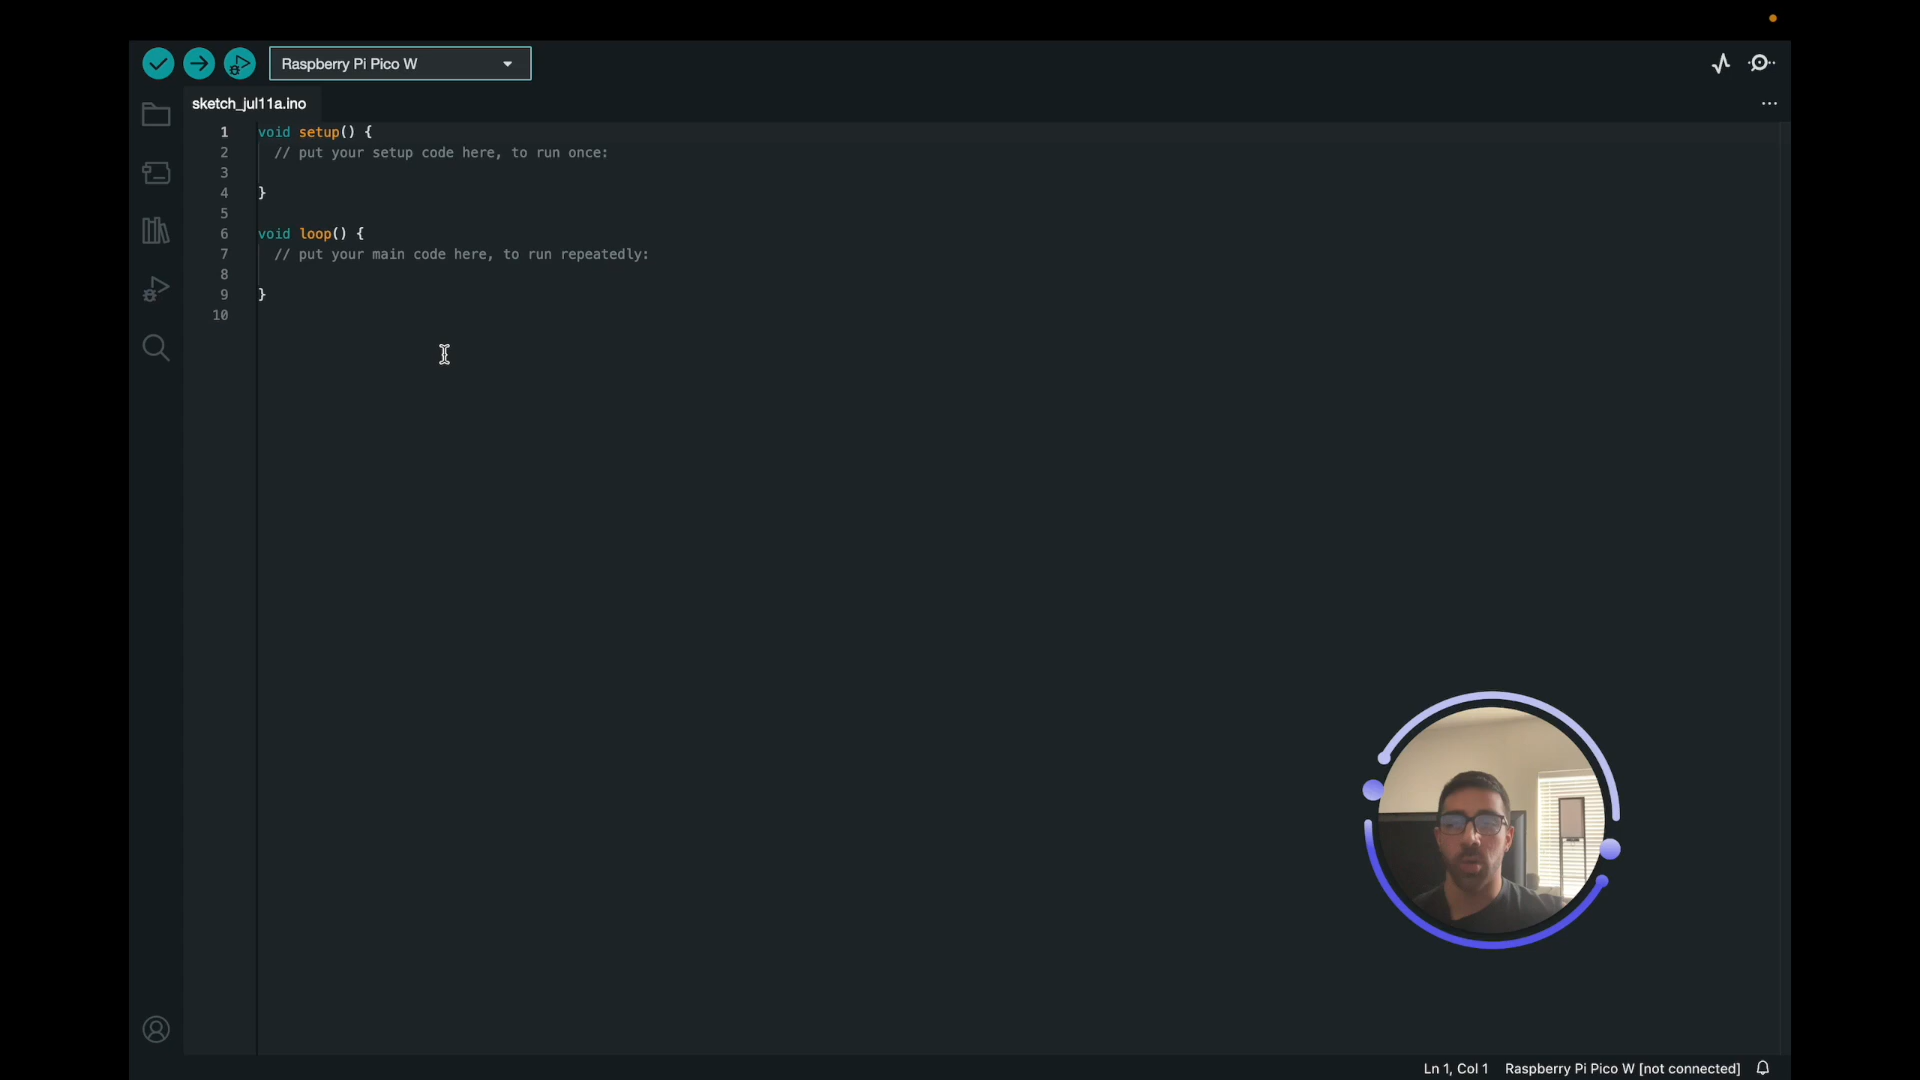 Raspberry Pi Pico W
sketch_jul11a.ino
1 void setup() {
2 // put your setup code here, to run once:
3
4 }
5
6 void loop() {
7 // put your main code here, to run repeatedly:
8
9 }
10
Ln 1, Col 1 Raspberry Pi Pico W [not connected]